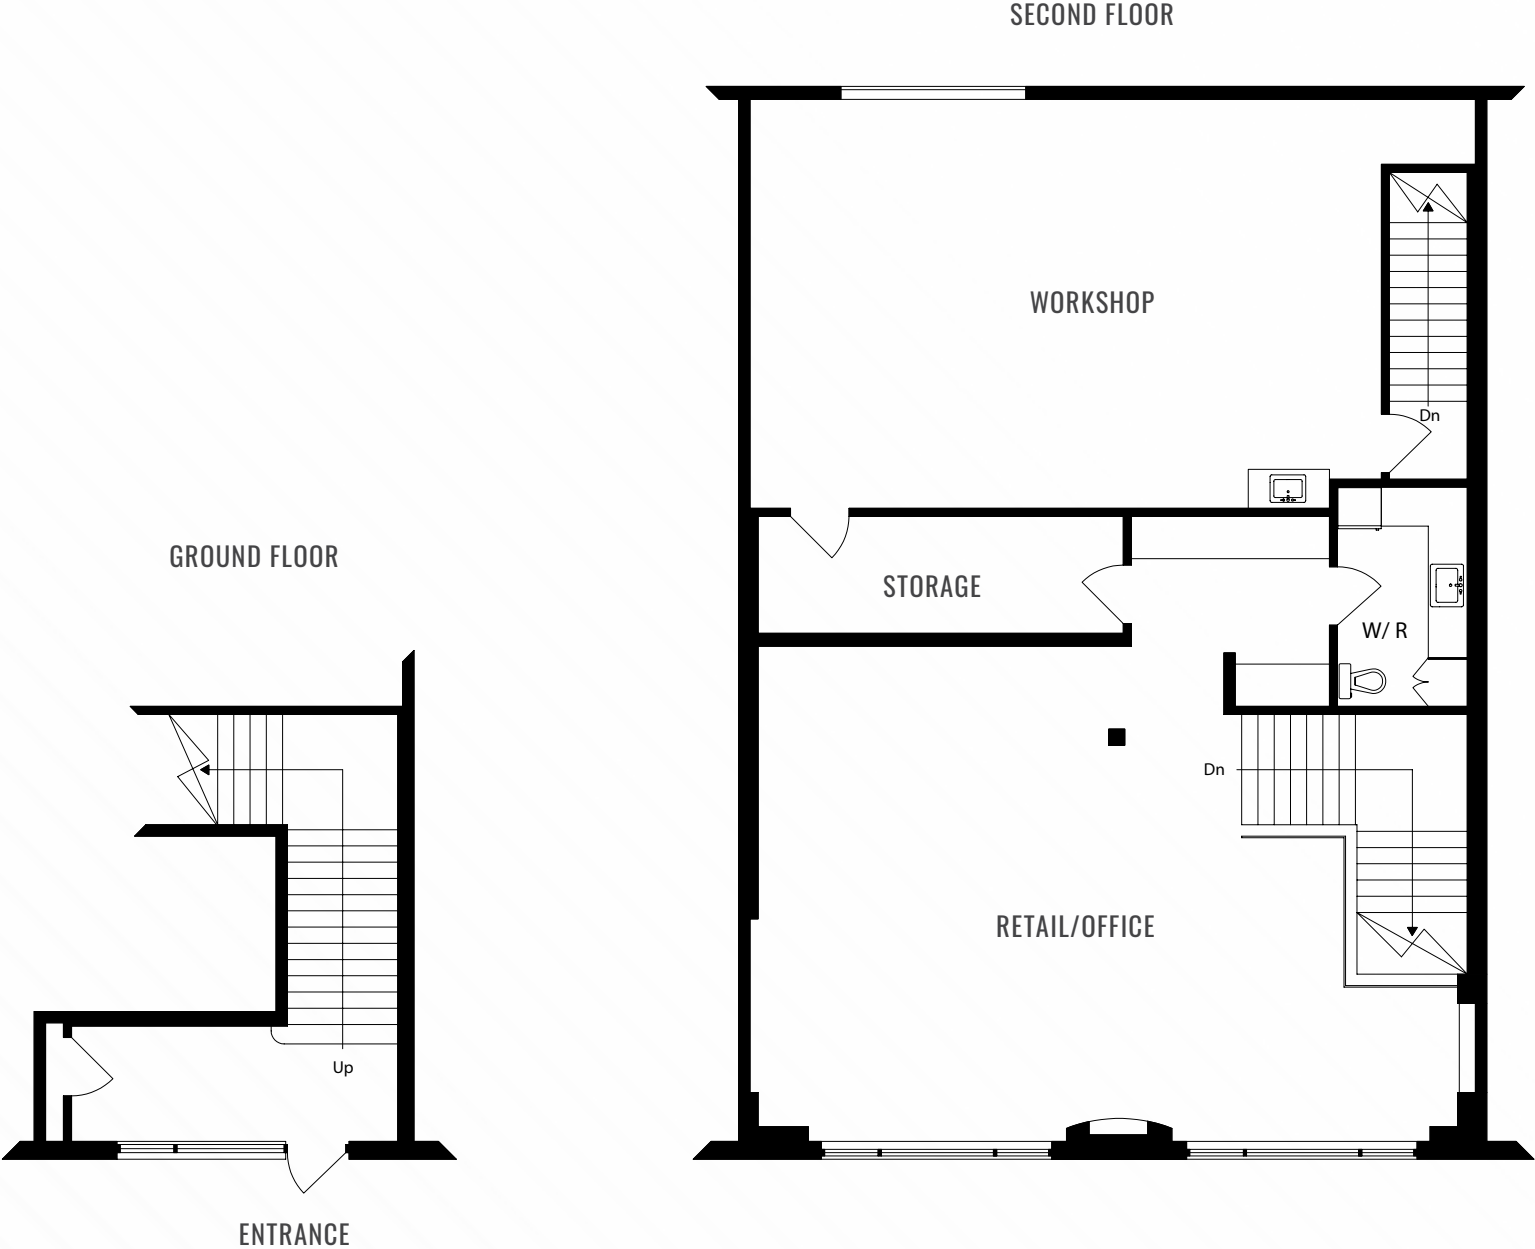 SECOND FLOOR
WORKSHOP
Dn
GROUND FLOOR
STORAGE
W/ R
Dn
RETAIL/OFFICE
Up
ENTRANCE